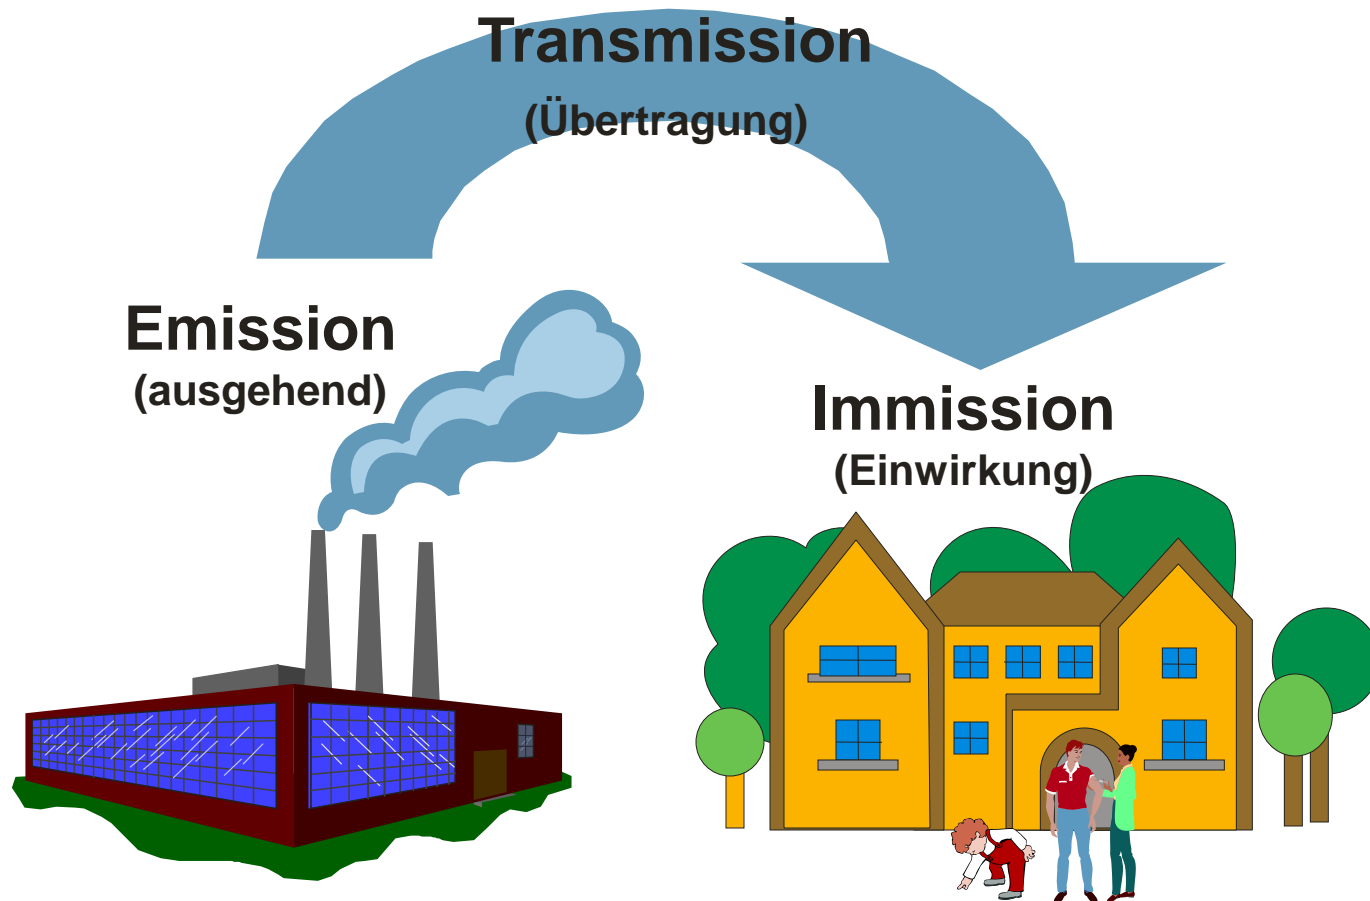 Transmission
(Übertragung)
Emission
(ausgehend)
Immission
(Einwirkung)